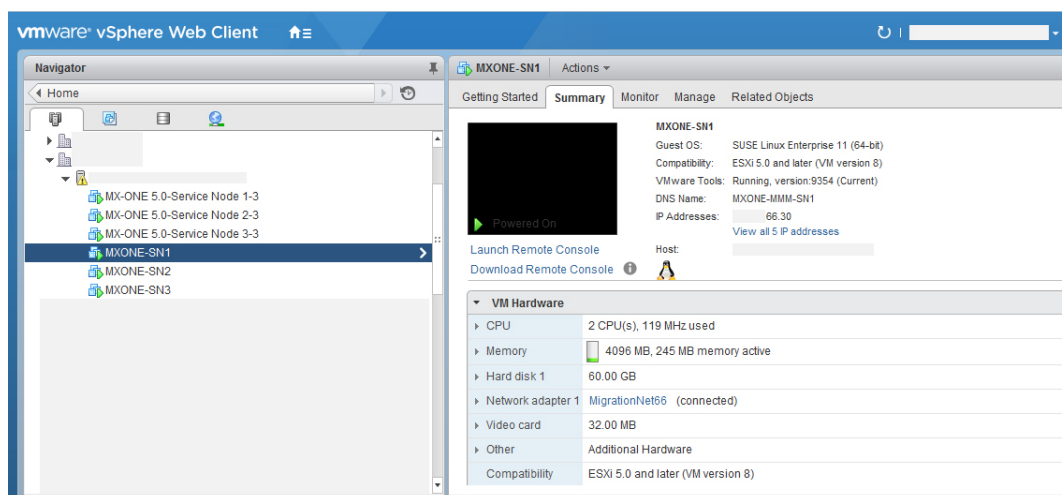 vmware® vSphere Web Client
Navigator
Home
MX-ONE 5.0-Service Node 1-3
MX-ONE 5.0-Service Node 2-3
MX-ONE 5.0-Service Node 3-3
MXONE-SN1
MXONE-SN2
MXONE-SN3
MXONE-SN1 Actions
Getting Started Summary Monitor Manage Related Objects
Powered On
Launch Remote Console
Download Remote Console
MXONE-SN1
Guest OS: SUSE Linux Enterprise 11 (64-bit)
Compatibility: ESXi 5.0 and later (VM version 8)
VMware Tools: Running, version:9354 (Current)
DNS Name: MXONE-MMM-SN1
IP Addresses: 66.30
View all 5 IP addresses
Host:
VM Hardware
CPU 2 CPU(s), 119 MHz used
Memory 4096 MB, 245 MB memory active
Hard disk 1 60.00 GB
Network adapter 1 MigrationNet66 (connected)
Video card 32.00 MB
Other Additional Hardware
Compatibility ESXi 5.0 and later (VM version 8)